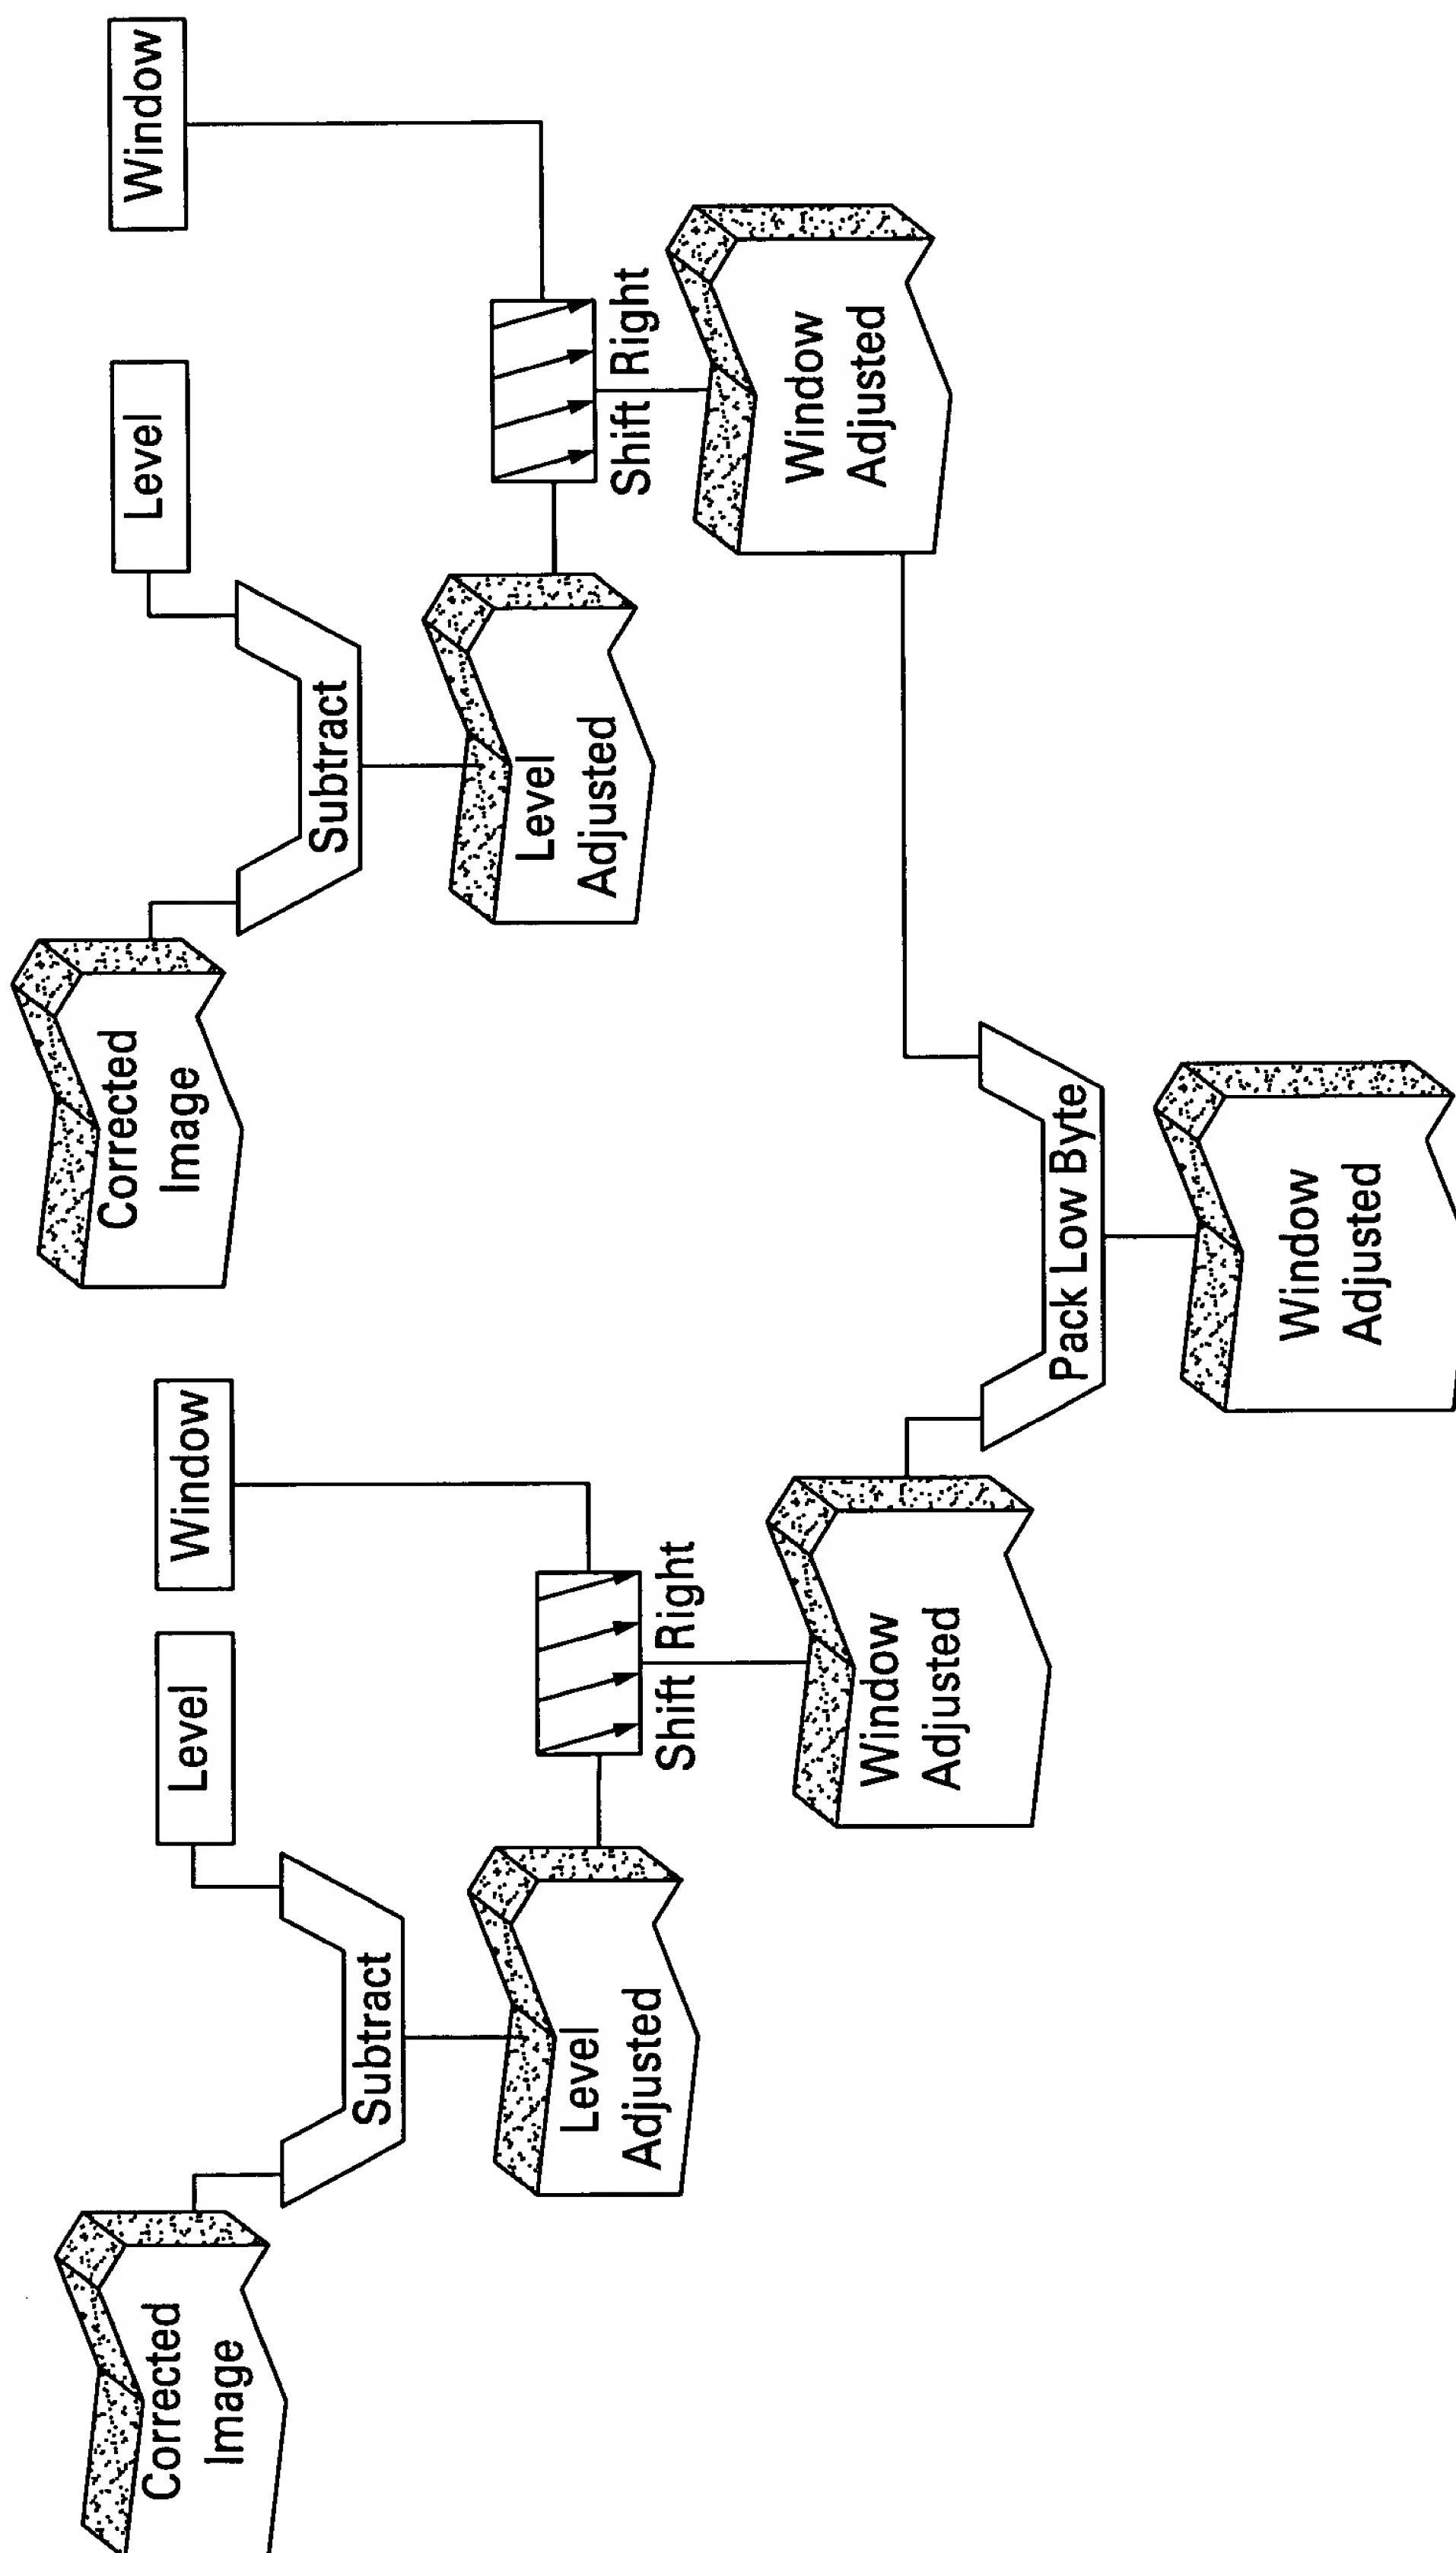 Corrected
Image
Subtract
Level
Window
Level
Adjusted
Shift Right
Window
Adjusted
Corrected
Image
Subtract
Level
Window
Level
Adjusted
Shift Right
Window
Adjusted
Pack Low Byte
Window
Adjusted